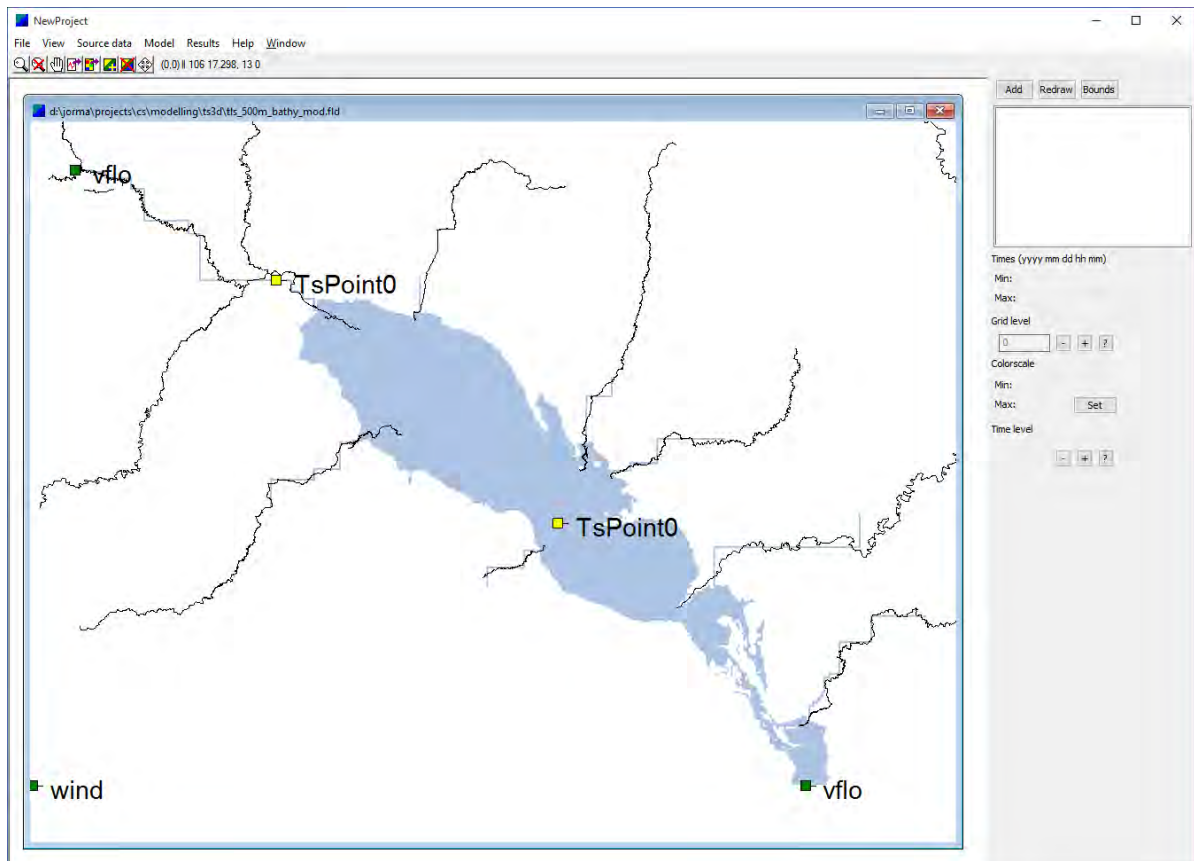 NewProject
File View Source data Model Results Help Window
(0,0) ll 106 17.298, 13 0
Add Redraw Bounds
d:\jorma\projects\cs\modelling\ts3d\tls_500m_bathy_mod.fld
vflo
TsPoint0
TsPoint0
wind
vflo
Times (yyyy mm dd hh mm)
Min:
Max:
Grid level
0 - + ?
Colorscale
Min:
Max: Set
Time level
- + ?